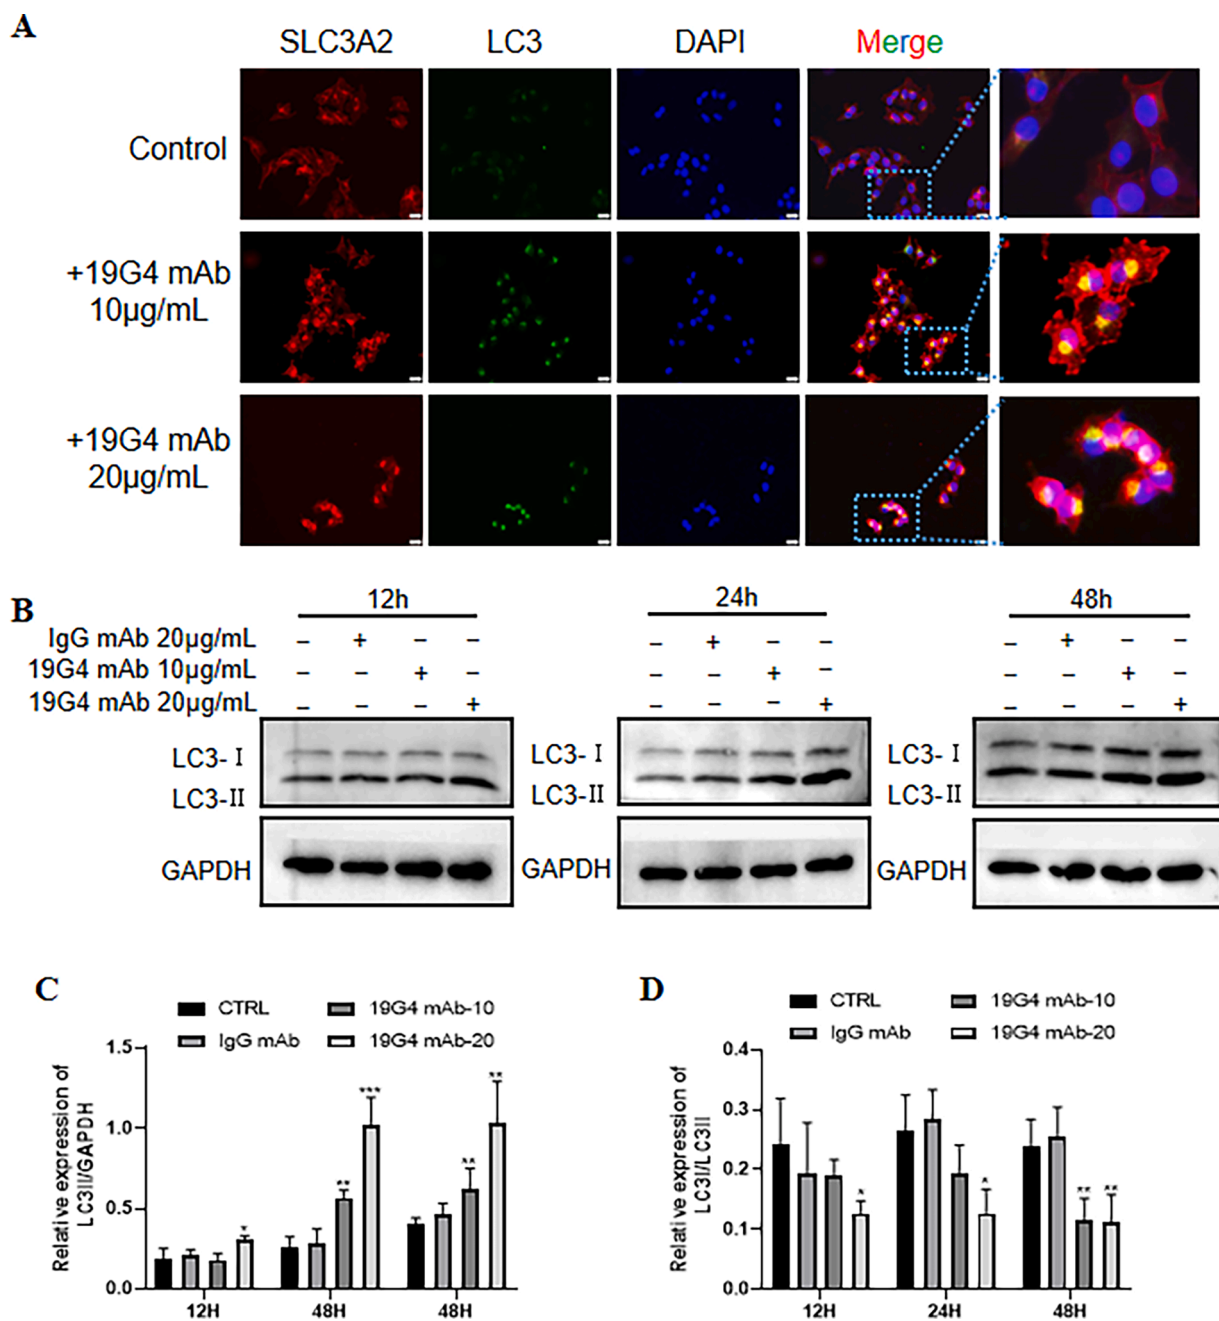 A
SLC3A2 LC3 DAPI Merge
Control
+19G4 mAb
10µg/mL
+19G4 mAb
20µg/mL
B
12h 24h 48h
IgG mAb 20µg/mL – + – – – + – – – + – –
19G4 mAb 10µg/mL – – + – – – + – – – + –
19G4 mAb 20µg/mL – – – + – – – + – – – +
LC3-Ⅰ LC3-Ⅰ LC3-Ⅰ
LC3-II LC3-II LC3-II
GAPDH GAPDH GAPDH
C
CTRL 19G4 mAb-10
IgG mAb 19G4 mAb-20
Relative expression of
LC3II/GAPDH
1.5
1.0
0.5
0.0
* ** *** ** **
12H 48H 48H
D
CTRL 19G4 mAb-10
IgG mAb 19G4 mAb-20
Relative expression of
LC3I/LC3II
0.4
0.3
0.2
0.1
0.0
* * ** **
12H 24H 48H